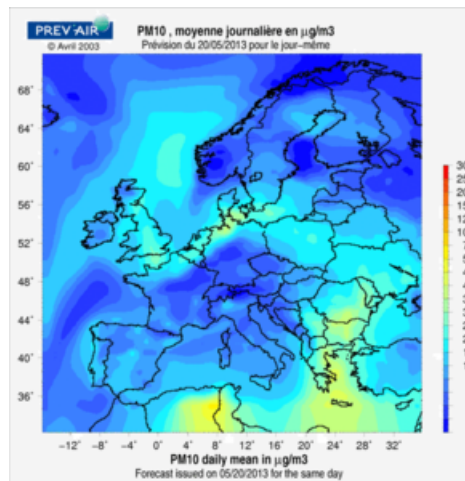 PREV'AIR
© Avril 2003
PM10 , moyenne journalière en µg/m3
Prévision du 20/05/2013 pour le jour-même
68°
64°
60°
56°
52°
48°
44°
40°
36°
-12° -8° -4° 0° 4° 8° 12° 16° 20° 24° 28° 32°
PM10 daily mean in µg/m3
Forecast issued on 05/20/2013 for the same day